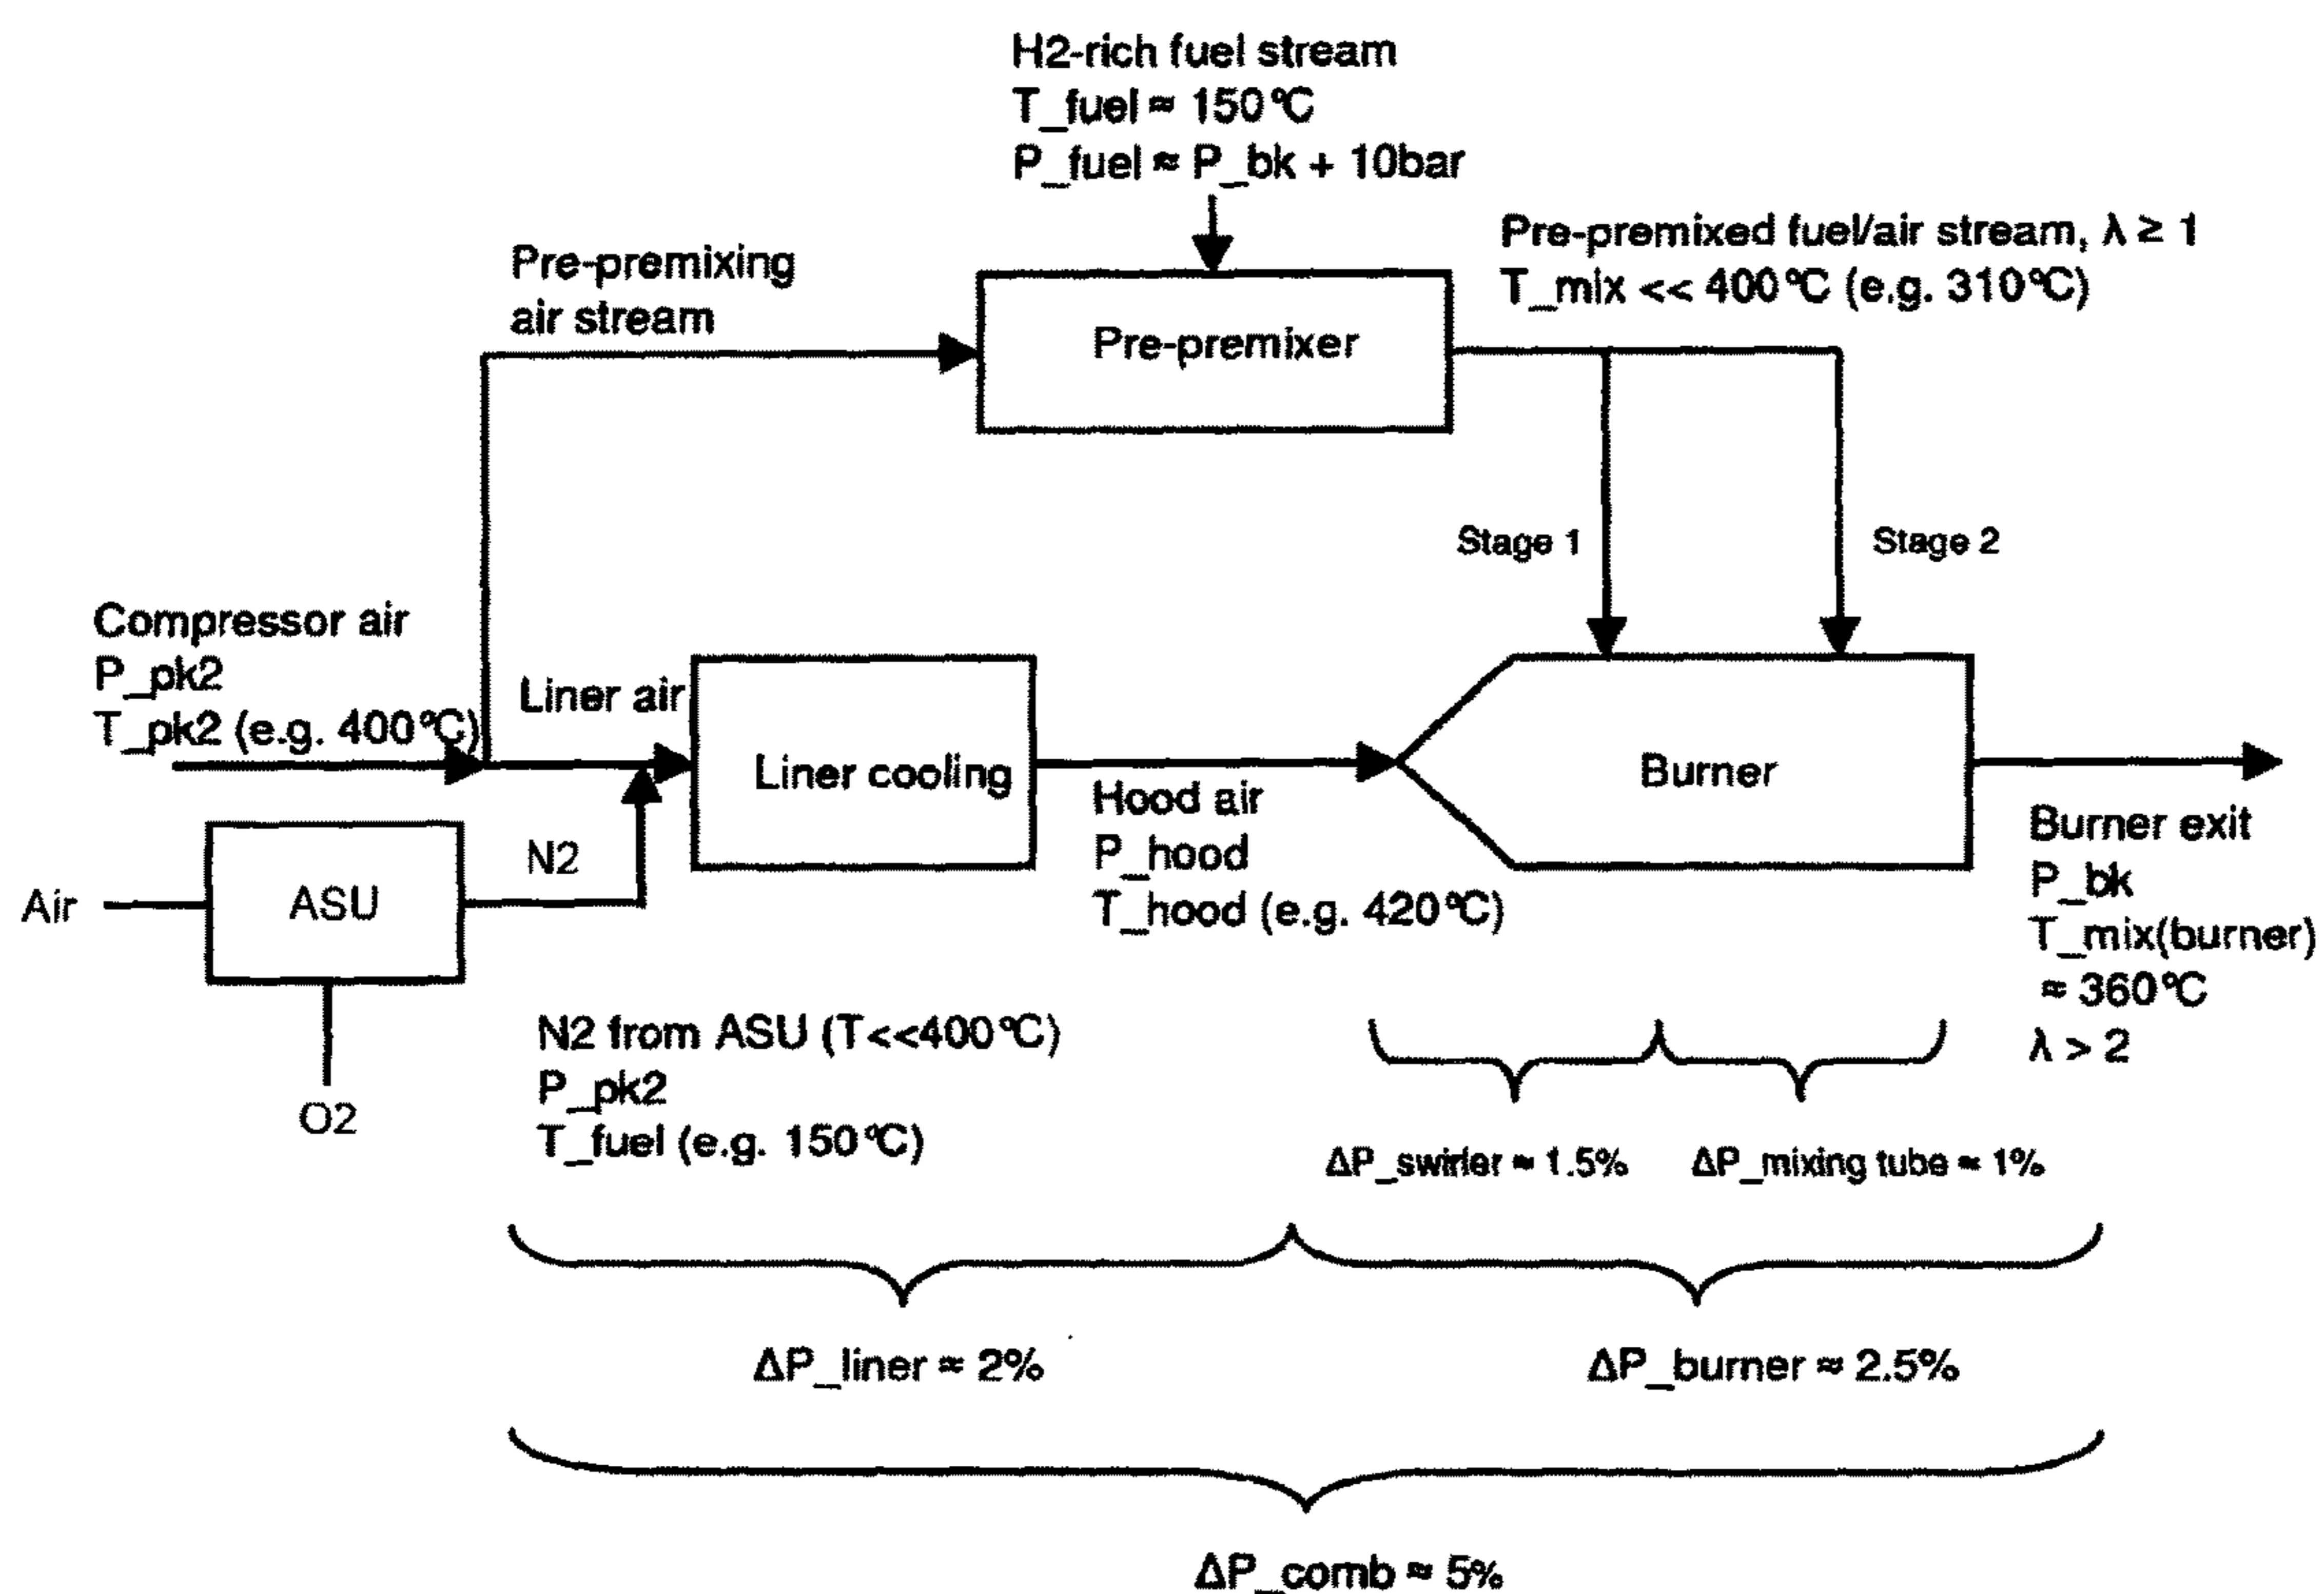 H2-rich fuel stream
T_fuel ≈ 150°C
P_fuel ≈ P_bk + 10bar
Pre-premixing
air stream
Pre-premixer
Pre-premixed fuel/air stream, λ ≥ 1
T_mix << 400°C (e.g. 310°C)
Stage 1
Stage 2
Compressor air
P_pk2
T_pk2 (e.g. 400°C)
Liner air
Liner cooling
Hood air
P_hood
T_hood (e.g. 420°C)
Burner
Burner exit
P_bk
T_mix(burner)
≈ 360°C
λ > 2
Air
ASU
N2
O2
N2 from ASU (T<<400°C)
P_pk2
T_fuel (e.g. 150°C)
ΔP_swirler ≈ 1.5%
ΔP_mixing tube ≈ 1%
ΔP_liner ≈ 2%
ΔP_burner ≈ 2.5%
ΔP_comb ≈ 5%